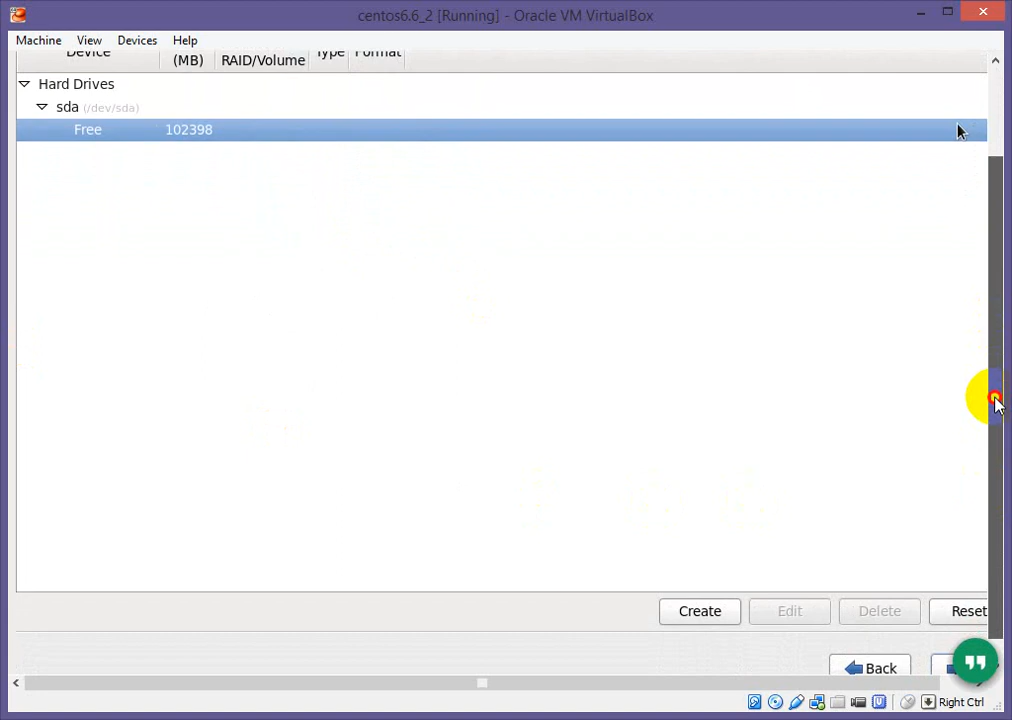 centos6.6_2 [Running] - Oracle VM VirtualBox
Machine View Devices Help
Device (MB) RAID/Volume Type Format
Hard Drives
sda (/dev/sda)
Free 102398
Create Edit Delete Reset
Back
Right Ctrl